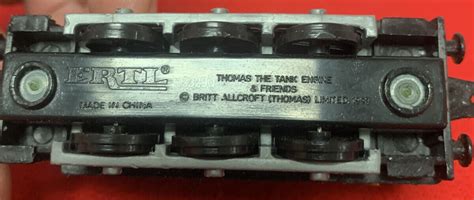 ERTL®
MADE IN CHINA
THOMAS THE TANK ENGINE
& FRIENDS
© BRITT ALLCROFT (THOMAS) LIMITED